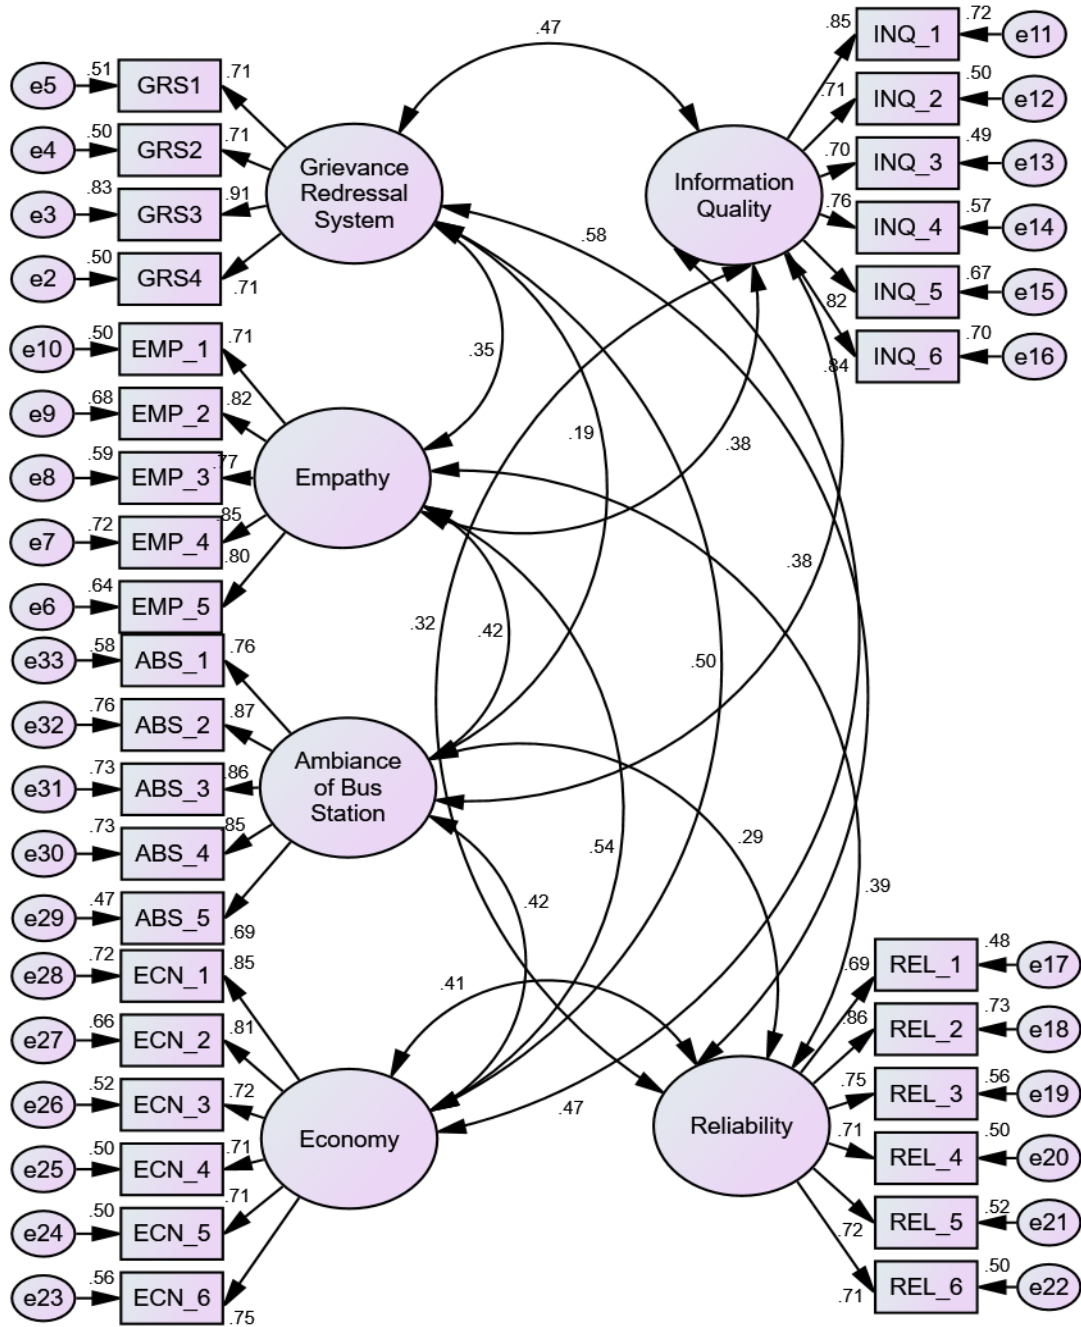 .47
.85
INQ_1
.72
e11
.71
INQ_2
.50
e12
.70
INQ_3
.49
e13
.76
INQ_4
.57
e14
.82
INQ_5
.67
e15
.84
INQ_6
.70
e16
Information
Quality
e5
.51
GRS1
.71
e4
.50
GRS2
.71
e3
.83
GRS3
.91
e2
.50
GRS4
.71
Grievance
Redressal
System
.58
.35
.19
.38
e10
.50
EMP_1
.71
e9
.68
EMP_2
.82
e8
.59
EMP_3
.77
e7
.72
EMP_4
.85
e6
.64
EMP_5
.80
Empathy
.38
.32
.42
.50
e33
.58
ABS_1
.76
e32
.76
ABS_2
.87
e31
.73
ABS_3
.86
e30
.73
ABS_4
.85
e29
.47
ABS_5
.69
Ambiance
of Bus
Station
.54
.29
.39
.42
.41
.47
e28
.72
ECN_1
.85
e27
.66
ECN_2
.81
e26
.52
ECN_3
.72
e25
.50
ECN_4
.71
e24
.50
ECN_5
.71
e23
.56
ECN_6
.75
Economy
Reliability
.69
REL_1
.48
e17
.86
REL_2
.73
e18
.75
REL_3
.56
e19
.71
REL_4
.50
e20
.72
REL_5
.52
e21
.71
REL_6
.50
e22